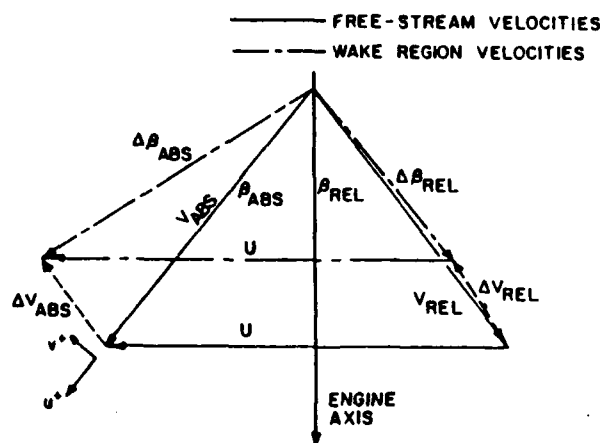 FREE-STREAM VELOCITIES
WAKE REGION VELOCITIES
ΔβABS
VABS
βABS
βREL
ΔβREL
U
ΔVABS
VREL
ΔVREL
U
v+
u+
ENGINE
AXIS